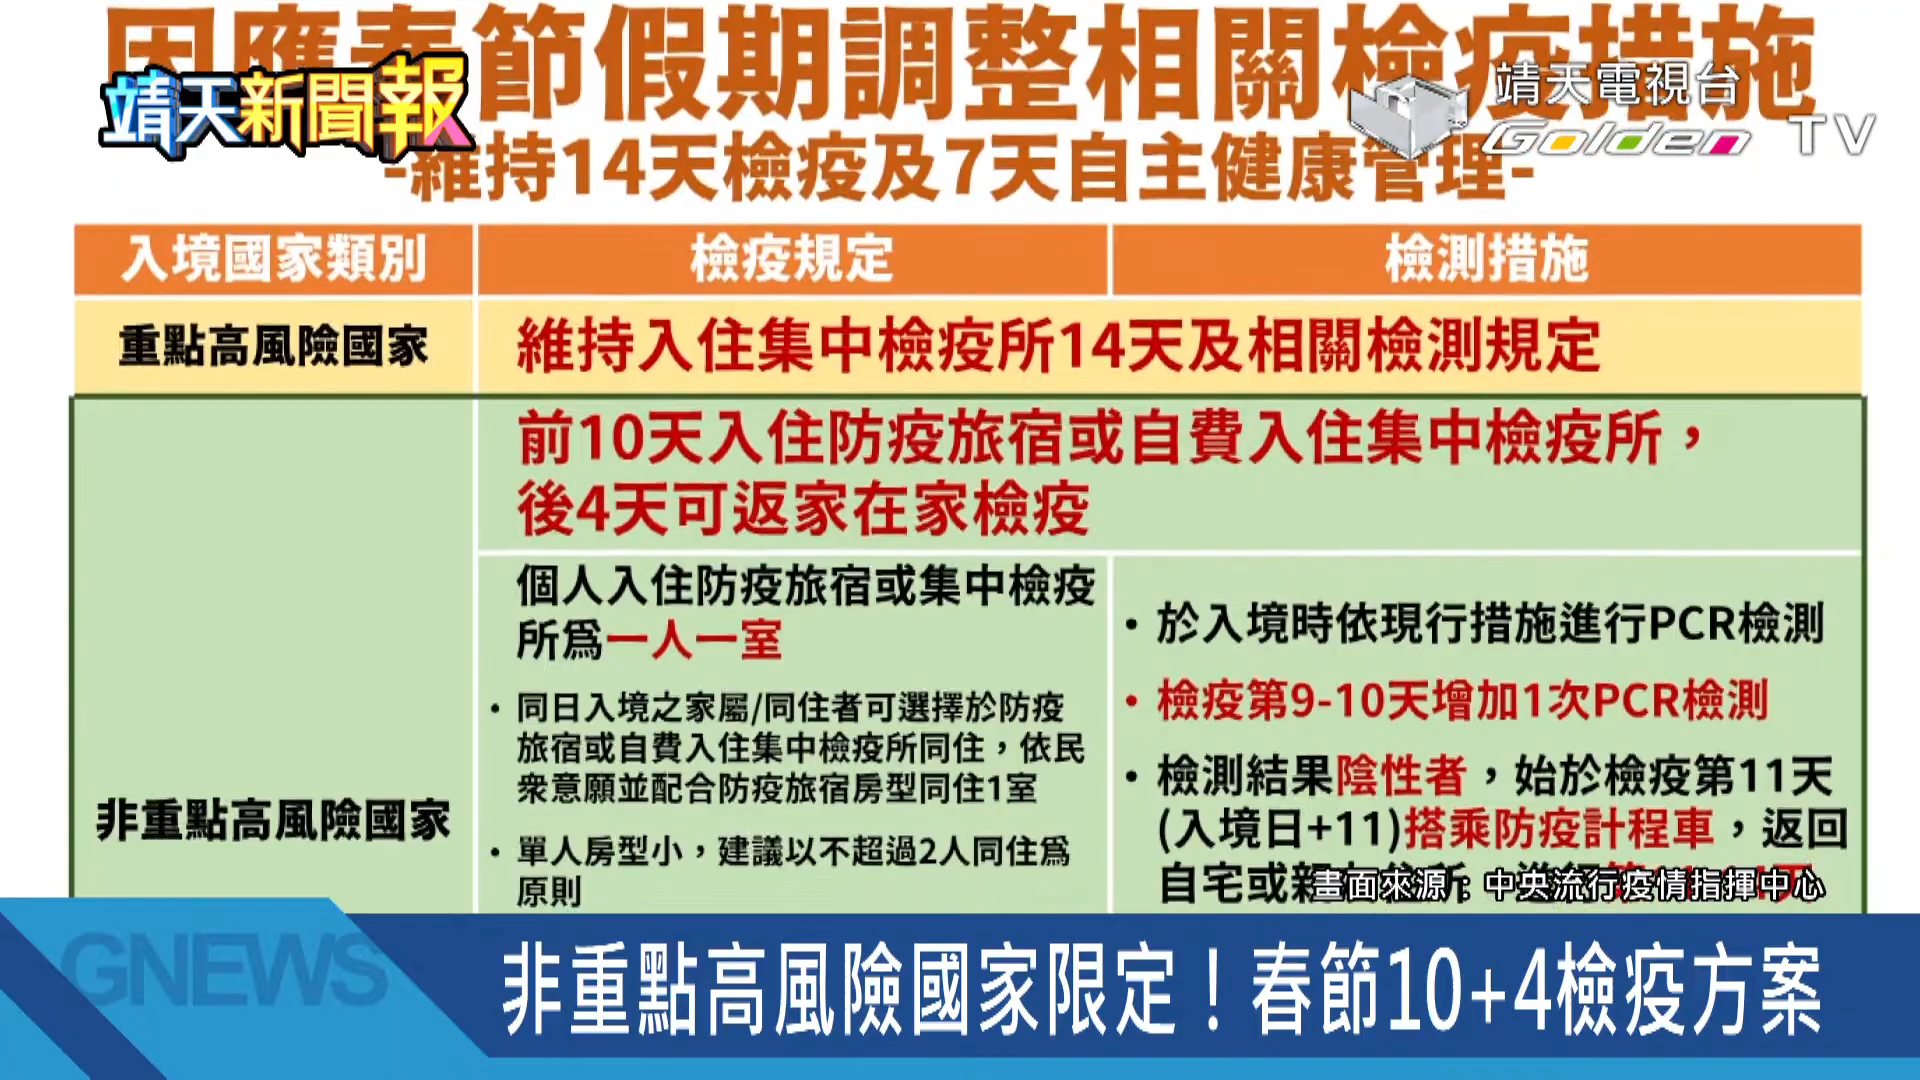 因應春節假期調整相關檢疫措施
靖天新聞報
靖天電視台
Golden TV
-維持14天檢疫及7天自主健康管理-
入境國家類別
檢疫規定
檢測措施
重點高風險國家
維持入住集中檢疫所14天及相關檢測規定
前10天入住防疫旅宿或自費入住集中檢疫所，
後4天可返家在家檢疫
非重點高風險國家
個人入住防疫旅宿或集中檢疫
所為一人一室
• 同日入境之家屬/同住者可選擇於防疫
旅宿或自費入住集中檢疫所同住，依民
眾意願並配合防疫旅宿房型同住1室
• 單人房型小，建議以不超過2人同住為
原則
• 於入境時依現行措施進行PCR檢測
• 檢疫第9-10天增加1次PCR檢測
• 檢測結果陰性者，始於檢疫第11天
(入境日+11)搭乘防疫計程車，返回
自宅或親
畫面來源：中央流行疫情指揮中心
GNEWS
非重點高風險國家限定！春節10+4檢疫方案